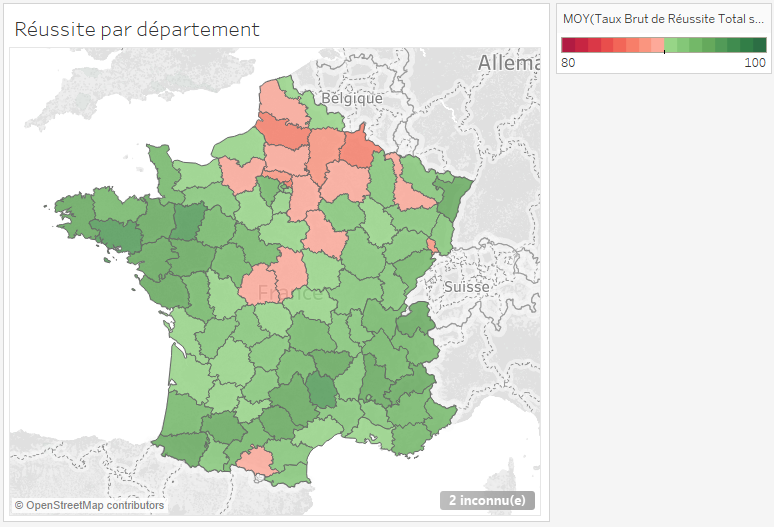 Réussite par département
MOY(Taux Brut de Réussite Total s...
80 100
Allema
Belgique
France
Suisse
© OpenStreetMap contributors
2 inconnu(e)